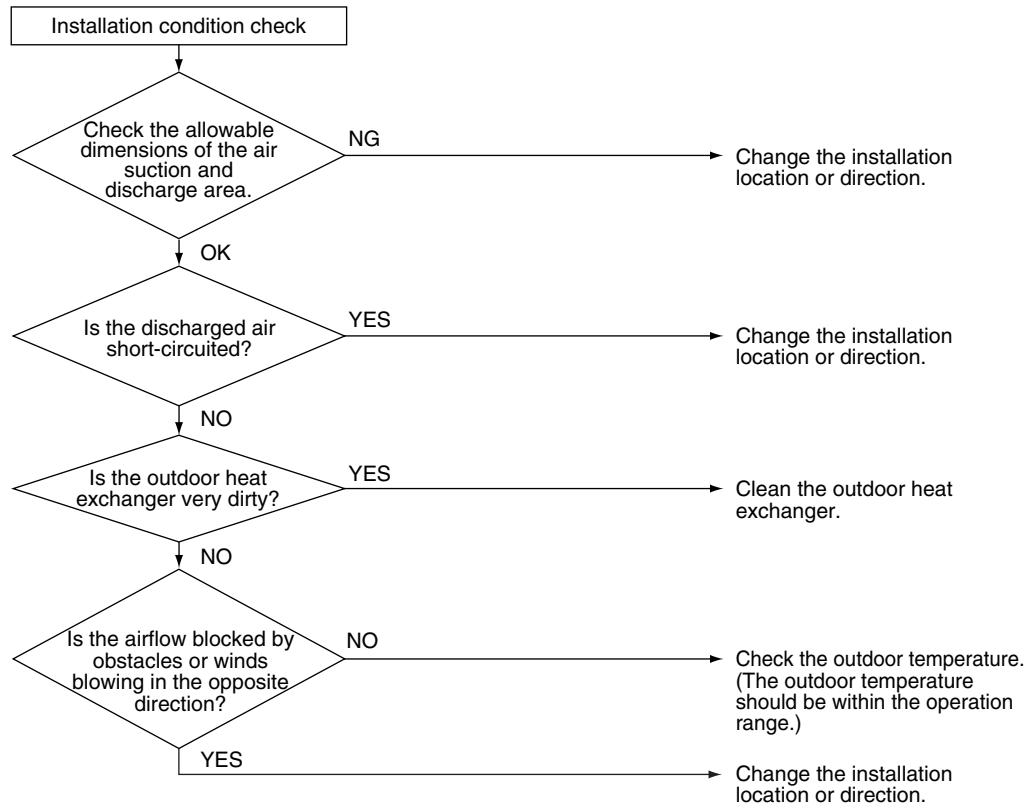 Installation condition check
Check the allowable
dimensions of the air
suction and
discharge area.
NG
Change the installation
location or direction.
OK
Is the discharged air
short-circuited?
YES
Change the installation
location or direction.
NO
Is the outdoor heat
exchanger very dirty?
YES
Clean the outdoor heat
exchanger.
NO
Is the airflow blocked by
obstacles or winds
blowing in the opposite
direction?
NO
Check the outdoor temperature.
(The outdoor temperature
should be within the operation
range.)
YES
Change the installation
location or direction.